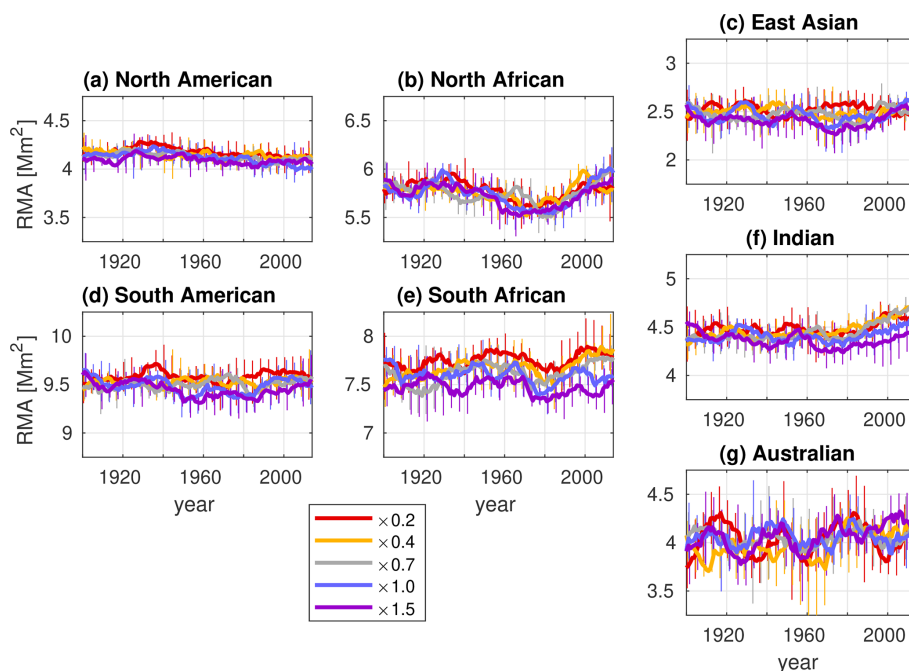 (c) East Asian
3
2.5
2
1920 1960 2000
(a) North American
RMA [Mm²]
4.5
4
3.5
1920 1960 2000
(b) North African
6.5
6
5.5
1920 1960 2000
(f) Indian
5
4.5
4
1920 1960 2000
(d) South American
RMA [Mm²]
10
9.5
9
1920 1960 2000
year
(e) South African
8
7.5
7
1920 1960 2000
year
(g) Australian
4.5
4
3.5
1920 1960 2000
year
×0.2
×0.4
×0.7
×1.0
×1.5